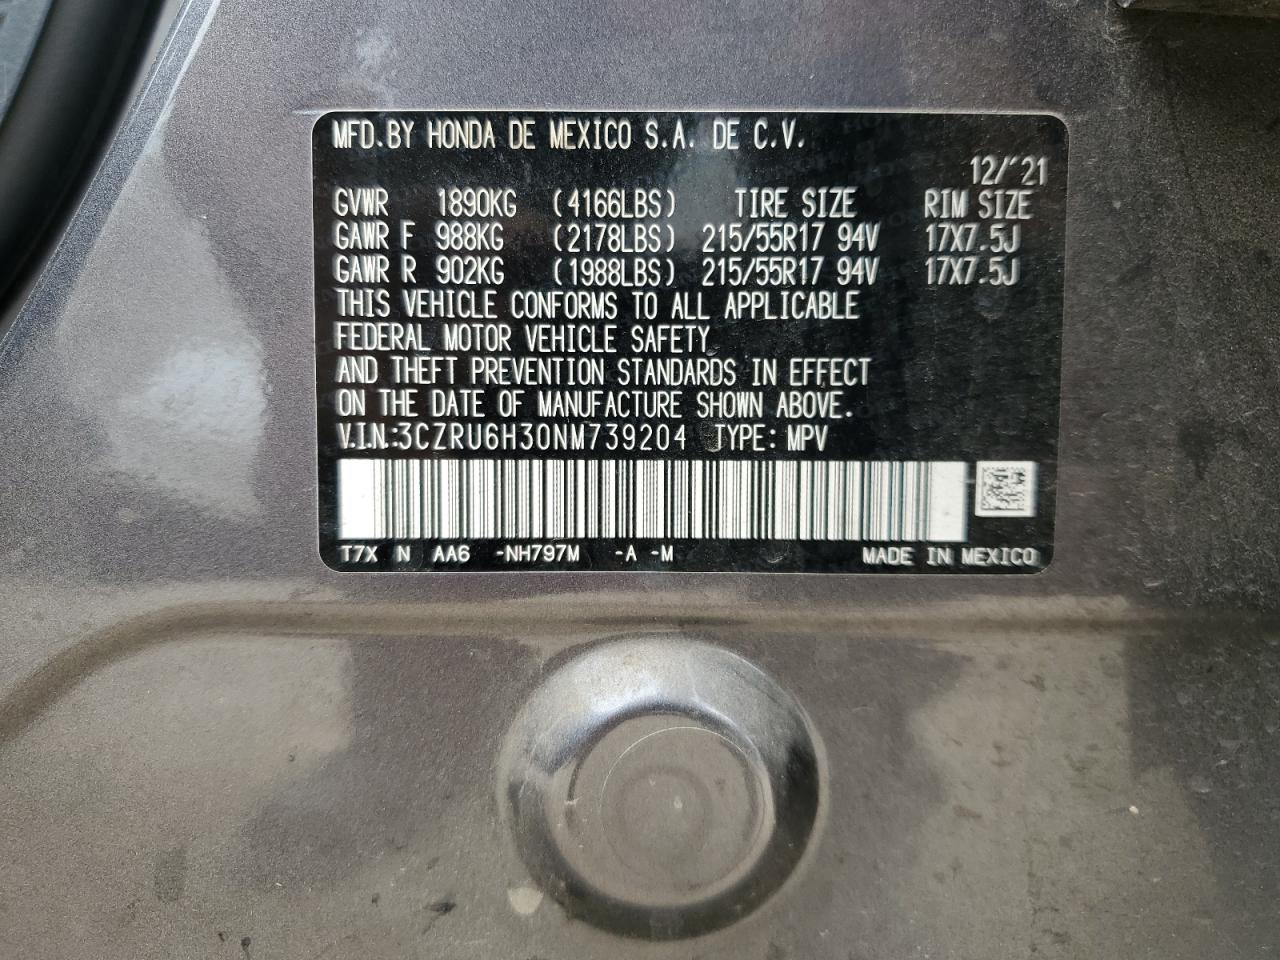 MFD.BY HONDA DE MEXICO S.A. DE C.V.
12/'21
GVWR 1890KG (4166LBS) TIRE SIZE RIM SIZE
GAWR F 988KG (2178LBS) 215/55R17 94V 17X7.5J
GAWR R 902KG (1988LBS) 215/55R17 94V 17X7.5J
THIS VEHICLE CONFORMS TO ALL APPLICABLE
FEDERAL MOTOR VEHICLE SAFETY
AND THEFT PREVENTION STANDARDS IN EFFECT
ON THE DATE OF MANUFACTURE SHOWN ABOVE.
V.I.N.:3CZRU6H30NM739204 TYPE: MPV
T7X N AA6 -NH797M -A -M MADE IN MEXICO